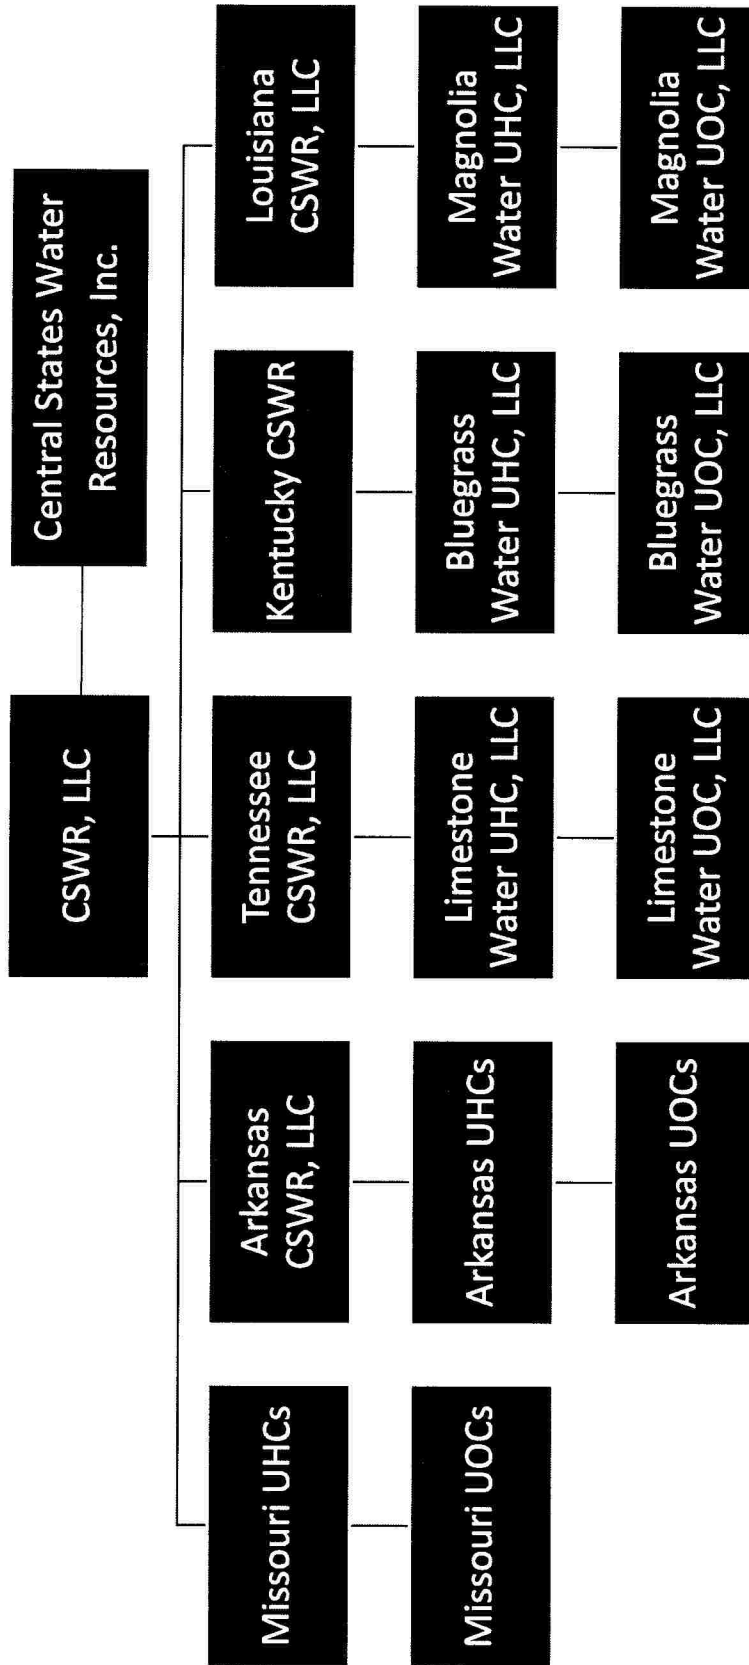 CSWR, LLC
Central States Water
Resources, Inc.
Missouri UHCs
Arkansas
CSWR, LLC
Tennessee
CSWR, LLC
Kentucky CSWR
Louisiana
CSWR, LLC
Missouri UOCs
Arkansas UHCs
Limestone
Water UHC, LLC
Bluegrass
Water UHC, LLC
Magnolia
Water UHC, LLC
Arkansas UOCs
Limestone
Water UOC, LLC
Bluegrass
Water UOC, LLC
Magnolia
Water UOC, LLC